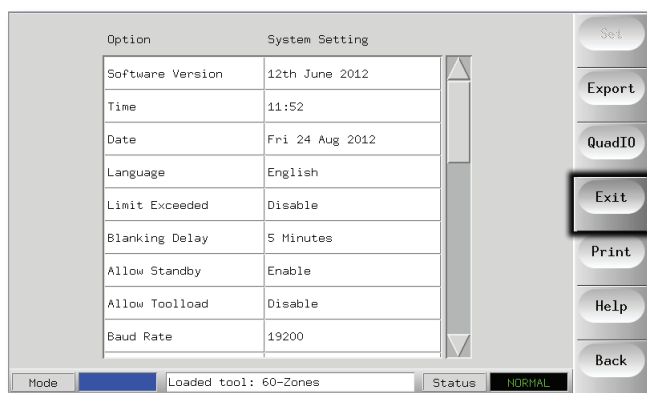 Option System Setting
Software Version 12th June 2012
Time 11:52
Date Fri 24 Aug 2012
Language English
Limit Exceeded Disable
Blanking Delay 5 Minutes
Allow Standby Enable
Allow Toolload Disable
Baud Rate 19200
Set
Export
QuadIO
Exit
Print
Help
Back
Mode Loaded tool: 60-Zones Status NORMAL